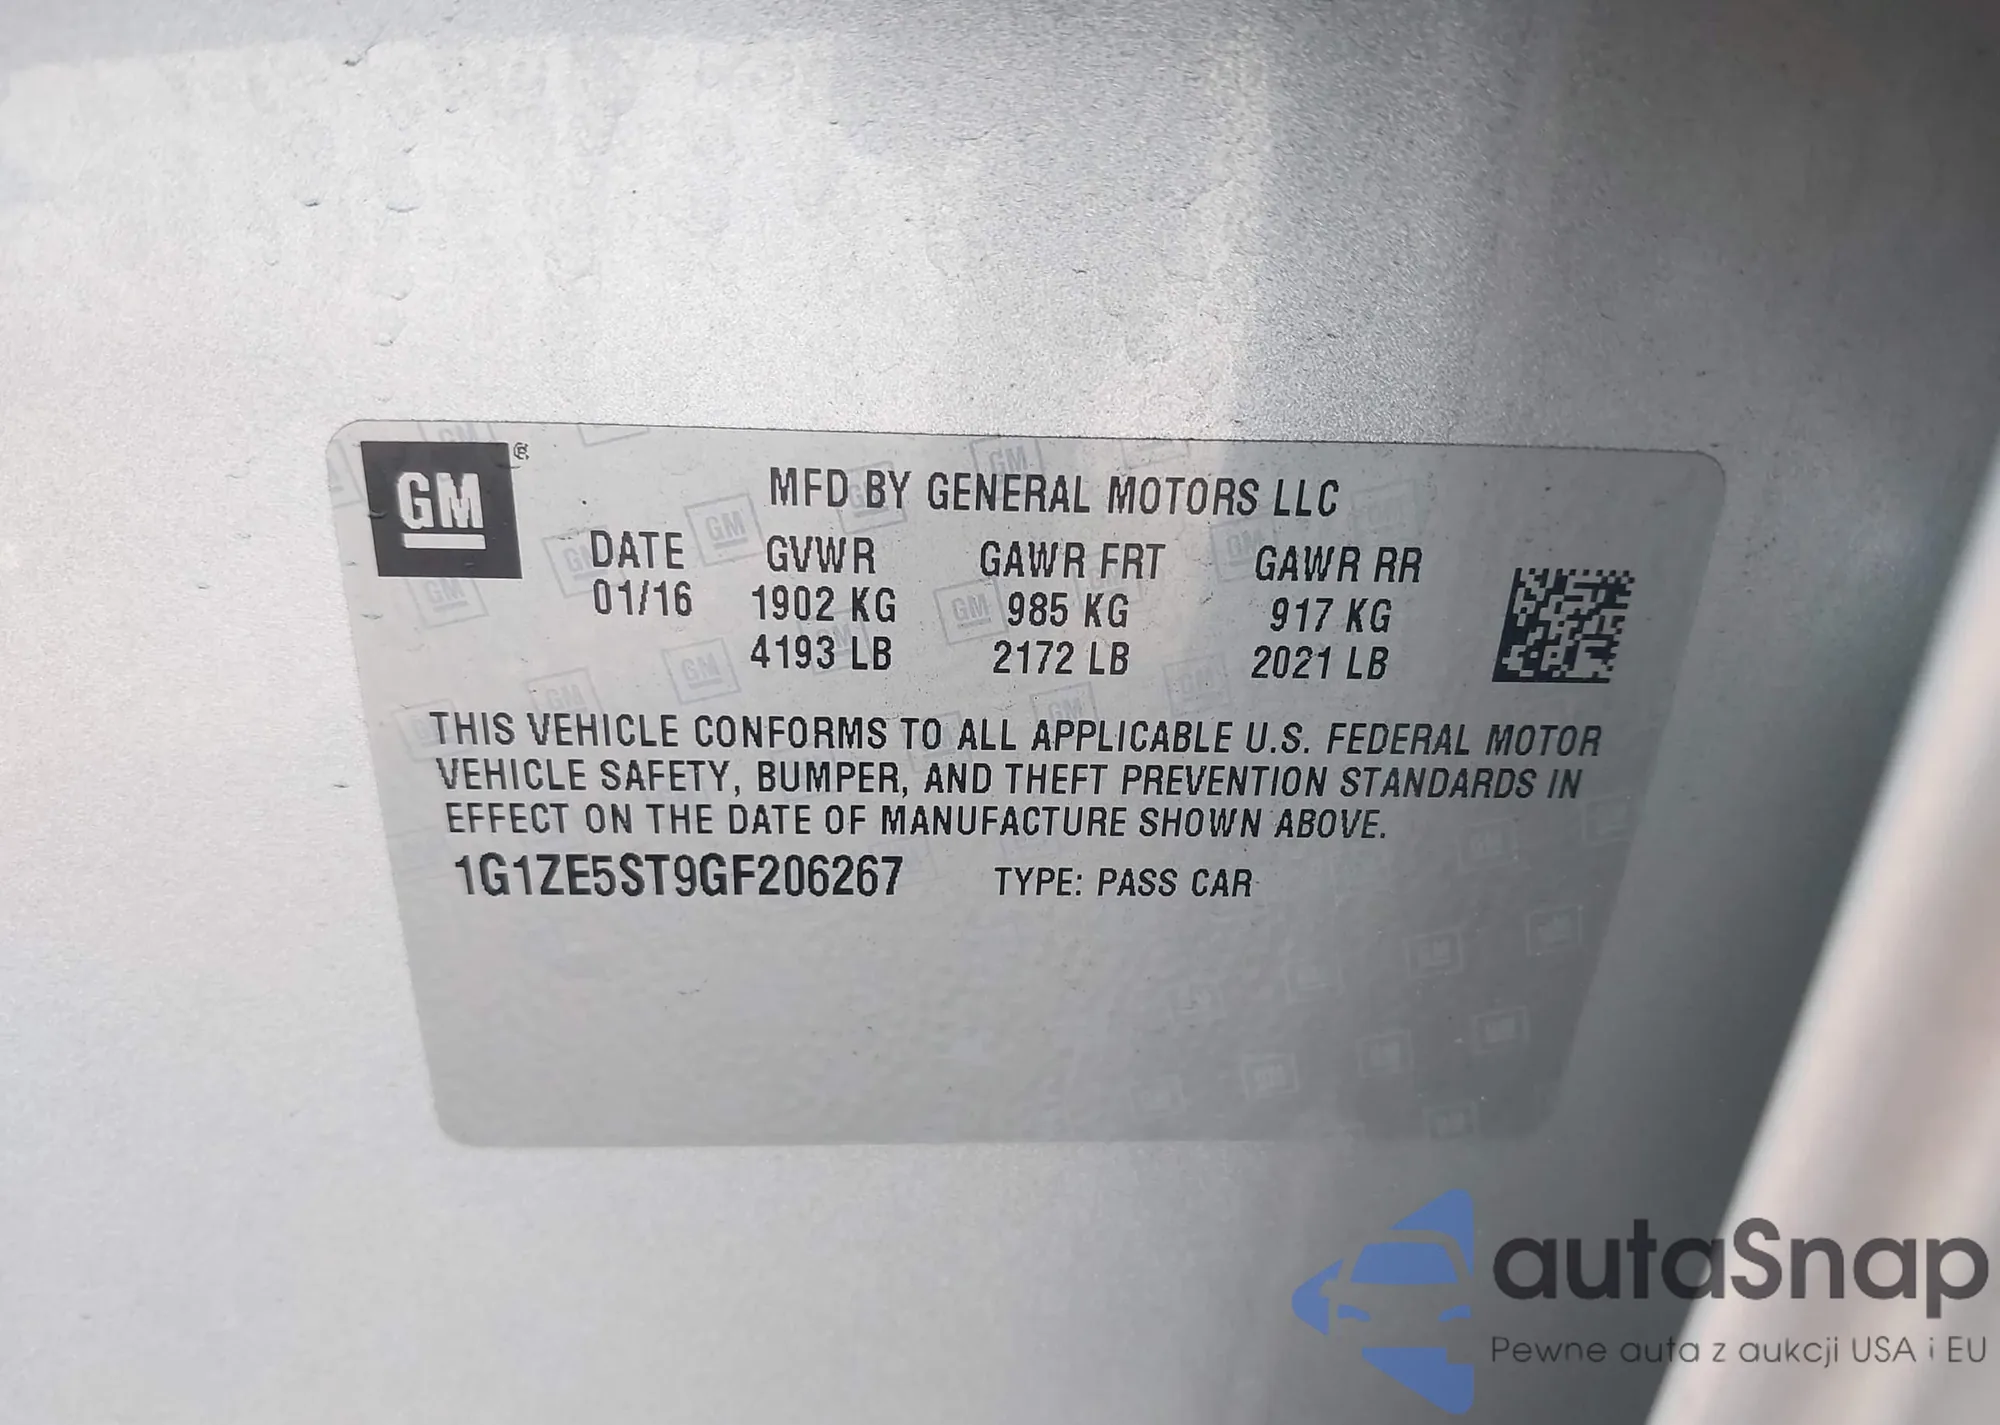 GM®
MFD BY GENERAL MOTORS LLC
DATE GVWR GAWR FRT GAWR RR
01/16 1902 KG 985 KG 917 KG
4193 LB 2172 LB 2021 LB
THIS VEHICLE CONFORMS TO ALL APPLICABLE U.S. FEDERAL MOTOR
VEHICLE SAFETY, BUMPER, AND THEFT PREVENTION STANDARDS IN
EFFECT ON THE DATE OF MANUFACTURE SHOWN ABOVE.
1G1ZE5ST9GF206267 TYPE: PASS CAR
autaSnap
Pewne auta z aukcji USA i EU